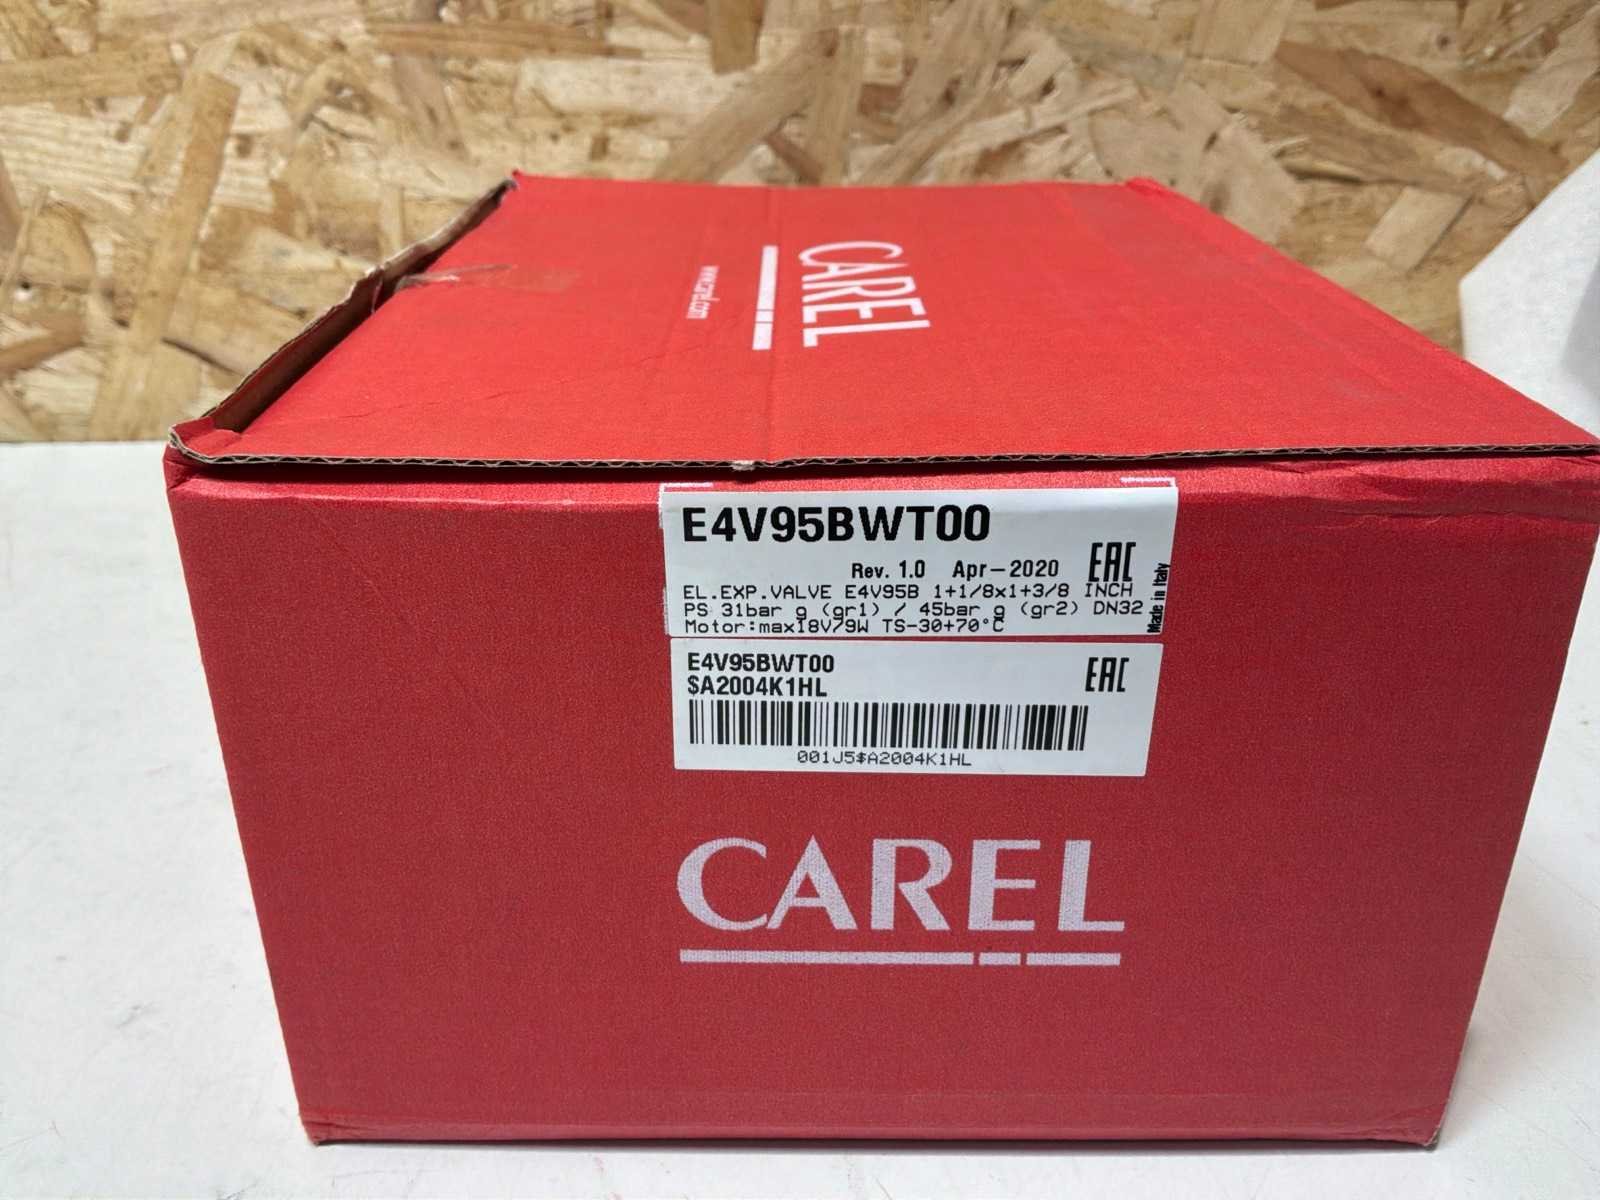 CAREL
www.carel.com
E4V95BWT00
Rev. 1.0 Apr-2020 EAC
EL.EXP.VALVE E4V95B 1+1/8x1+3/8 INCH
PS 31bar g (gr1) / 45bar g (gr2) DN32
Motor:max18V/9W TS-30+70°C
Made in Italy
E4V95BWT00
EAC
$A2004K1HL
001J5$A2004K1HL
CAREL